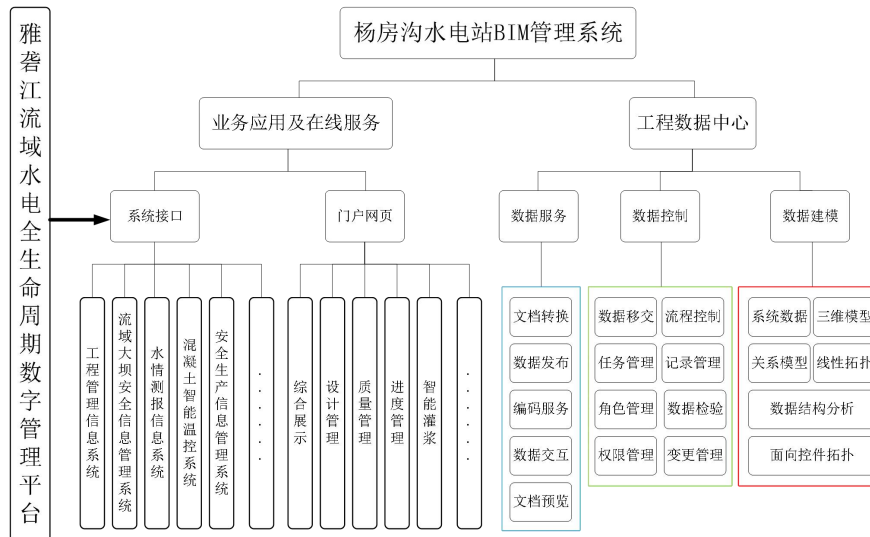 雅砻江流域水电全生命周期数字管理平台
杨房沟水电站BIM管理系统
业务应用及在线服务
工程数据中心
系统接口
门户网页
数据服务
数据控制
数据建模
工程管理信息系统
流域大坝安全信息管理系统
水情测报信息系统
混凝土智能温控系统
安全生产信息管理系统
......
综合展示
设计管理
质量管理
进度管理
智能灌浆
......
文档转换
数据发布
编码服务
数据交互
文档预览
数据移交 流程控制
任务管理 记录管理
角色管理 数据检验
权限管理 变更管理
系统数据 三维模型
关系模型 线性拓扑
数据结构分析
面向控件拓扑